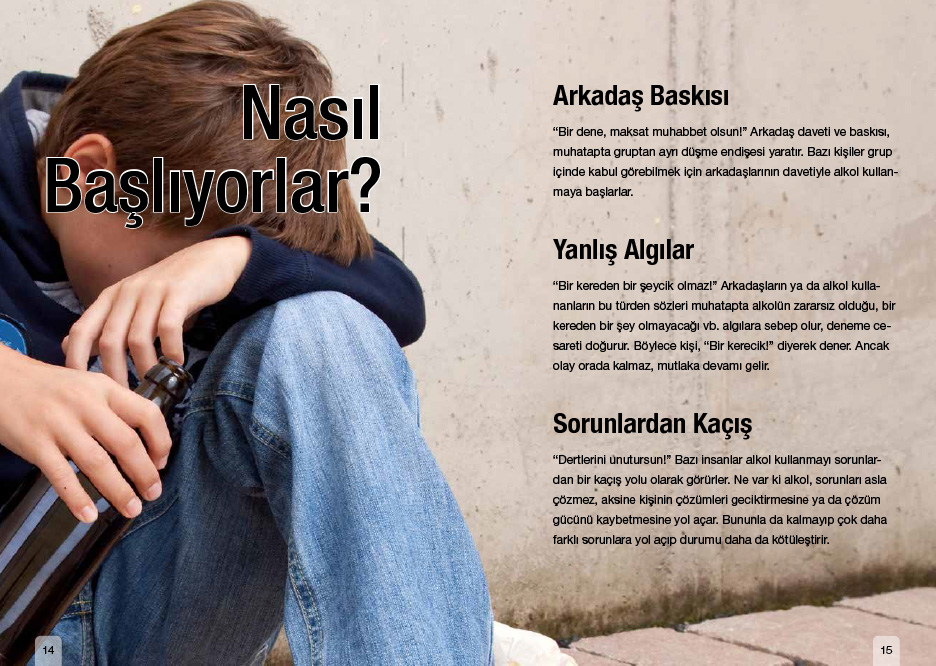 Nasıl
Başlıyorlar?
Arkadaş Baskısı
“Bir dene, maksat muhabbet olsun!” Arkadaş daveti ve baskısı,
muhatapta gruptan ayrı düşme endişesi yaratır. Bazı kişiler grup
içinde kabul görebilmek için arkadaşlarının davetiyle alkol kullan-
maya başlarlar.
Yanlış Algılar
“Bir kereden bir şeycik olmaz!” Arkadaşların ya da alkol kulla-
nanların bu türden sözleri muhatapta alkolün zararsız olduğu, bir
kereden bir şey olmayacağı vb. algılara sebep olur, deneme ce-
sareti doğurur. Böylece kişi, “Bir kerecik!” diyerek dener. Ancak
olay orada kalmaz, mutlaka devamı gelir.
Sorunlardan Kaçış
“Dertlerini unutursun!” Bazı insanlar alkol kullanmayı sorunlar-
dan bir kaçış yolu olarak görürler. Ne var ki alkol, sorunları asla
çözmez, aksine kişinin çözümleri geciktirmesine ya da çözüm
gücünü kaybetmesine yol açar. Bununla da kalmayıp çok daha
farklı sorunlara yol açıp durumu daha da kötüleştirir.
14
15